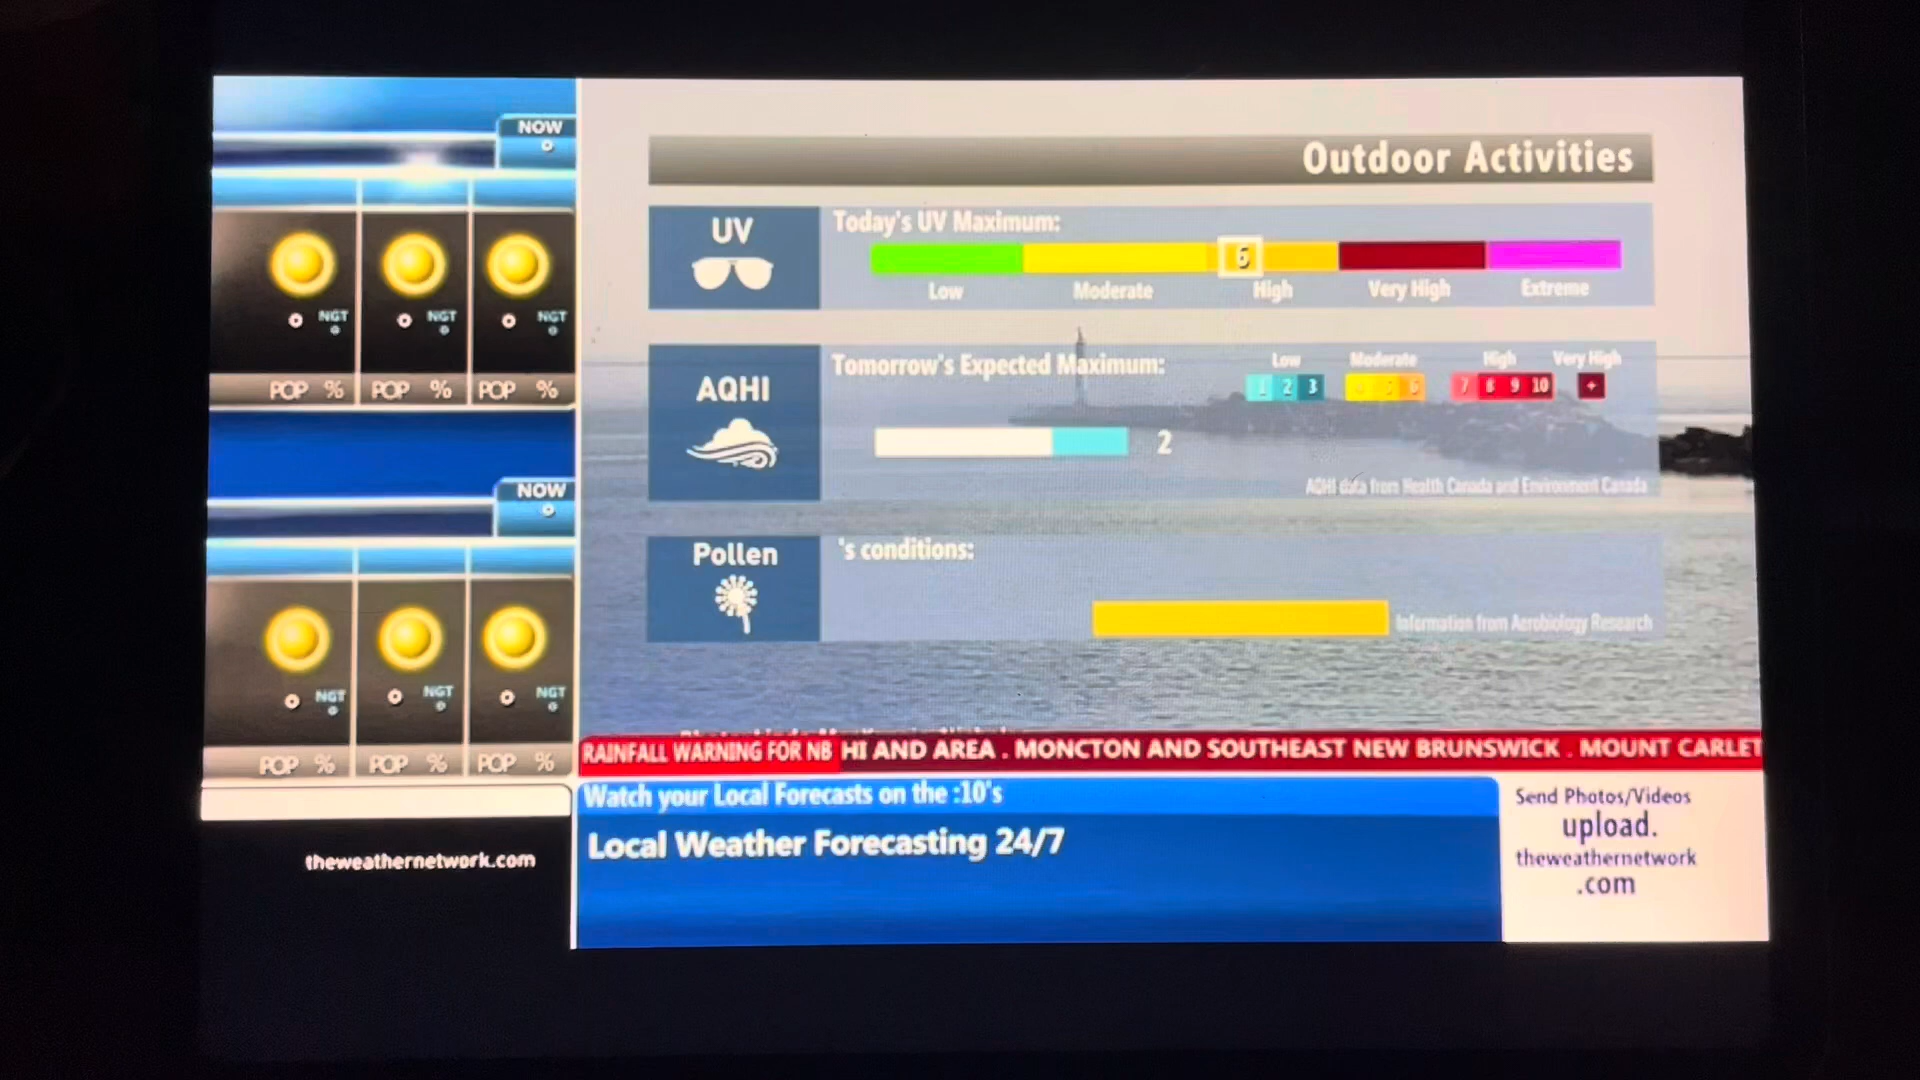 NOW
NGT NGT NGT
POP % POP % POP %
NOW
NGT NGT NGT
POP % POP % POP %
theweathernetwork.com
Outdoor Activities
UV
Today's UV Maximum:
6
Low Moderate High Very High Extreme
AQHI
Tomorrow's Expected Maximum:
Low Moderate High Very High
1 2 3 6 7 8 9 10 +
2
AQHI data from Health Canada and Environment Canada
Pollen
's conditions:
Information from Aerobiology Research
RAINFALL WARNING FOR NB HI AND AREA . MONCTON AND SOUTHEAST NEW BRUNSWICK . MOUNT CARLET
Watch your Local Forecasts on the :10's
Local Weather Forecasting 24/7
Send Photos/Videos
upload.
theweathernetwork
.com